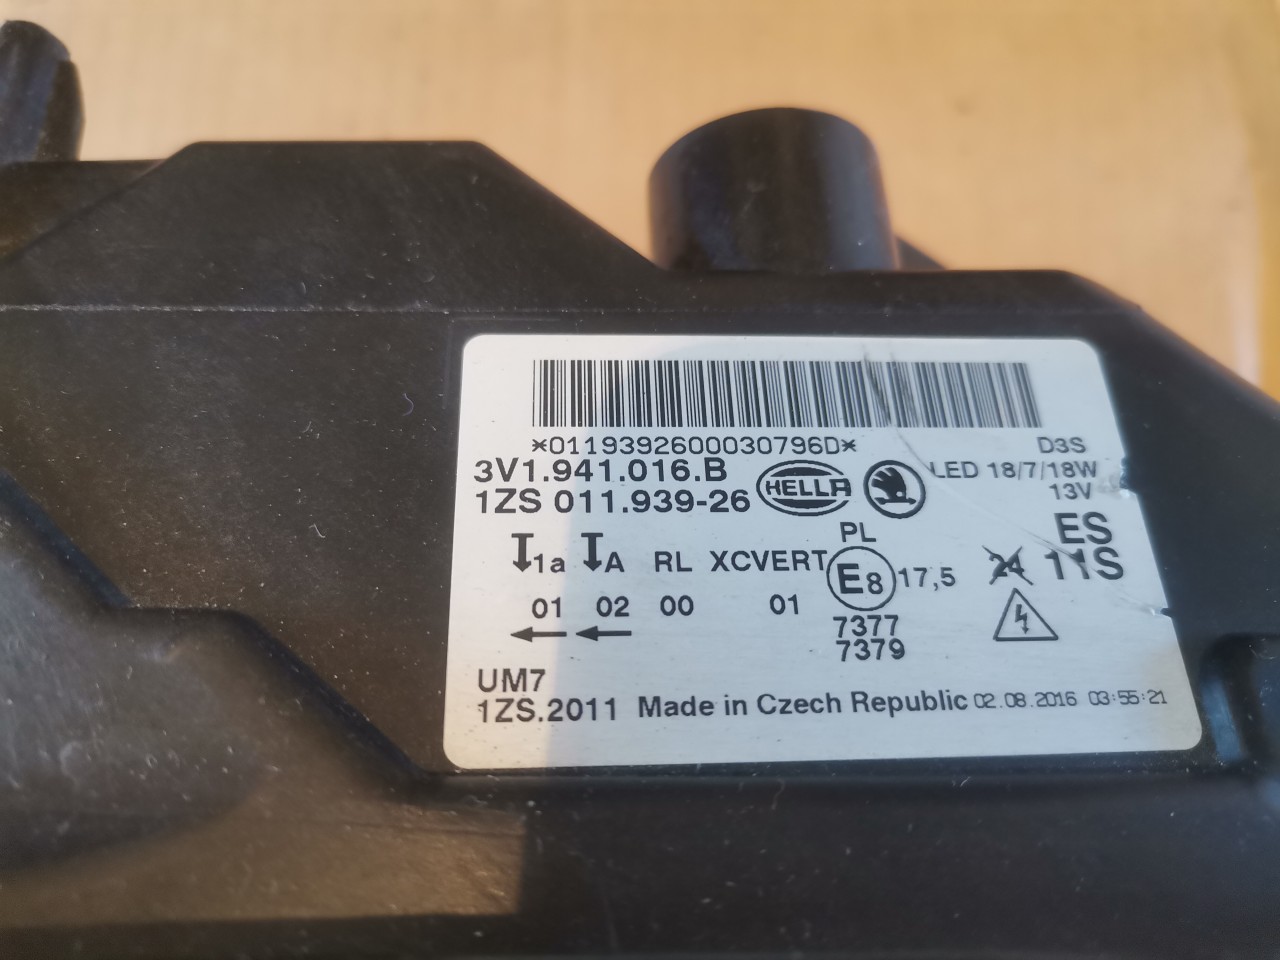 *0119392600030796D*
D3S
3V1.941.016.B
HELLA
LED 18/7/18W
1ZS 011.939-26
13V
PL
ES
1a A RL XCVERT
E8 17,5
24 11S
01 02 00 01
7377
7379
UM7
1ZS.2011 Made in Czech Republic 02.08.2016 03:55:21